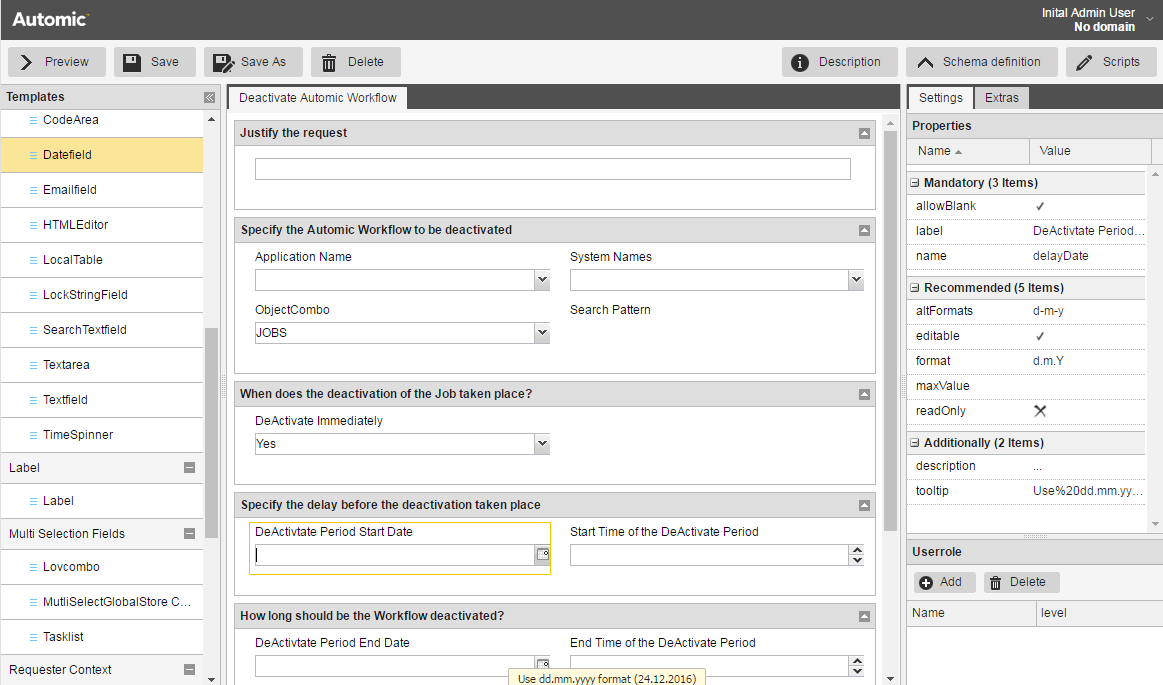 Automic
Inital Admin User
No domain
Preview
Save
Save As
Delete
Description
Schema definition
Scripts
Templates
CodeArea
Datefield
Emailfield
HTMLEditor
LocalTable
LockStringField
SearchTextfield
Textarea
Textfield
TimeSpinner
Label
Label
Multi Selection Fields
Lovcombo
MutliSelectGlobalStore C...
Tasklist
Requester Context
Deactivate Automic Workflow
Justify the request
Specify the Automic Workflow to be deactivated
Application Name
System Names
ObjectCombo
Search Pattern
JOBS
When does the deactivation of the Job taken place?
DeActivate Immediately
Yes
Specify the delay before the deactivation taken place
DeActivtate Period Start Date
Start Time of the DeActivate Period
How long should be the Workflow deactivated?
DeActivtate Period End Date
End Time of the DeActivate Period
Use dd.mm.yyyy format (24.12.2016)
Settings
Extras
Properties
Name
Value
Mandatory (3 Items)
allowBlank
label DeActivtate Period...
name delayDate
Recommended (5 Items)
altFormats d-m-y
editable
format d.m.Y
maxValue
readOnly
Additionally (2 Items)
description ...
tooltip Use%20dd.mm.yy...
Userrole
Add
Delete
Name
level